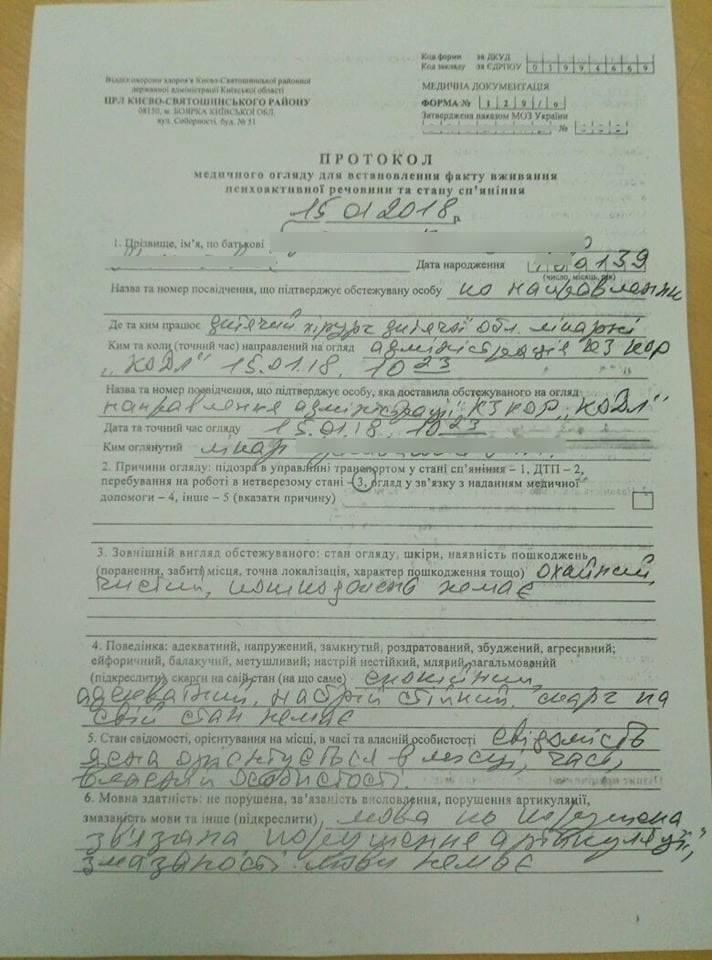 Код форми за ДКУД
Код закладу за ЄДРПОУ 03994669
Відділ охорони здоров'я Києво-Святошинської районної
державної адміністрації Київської області
ЦРЛ КИЄВО-СВЯТОШИНСЬКОГО РАЙОНУ
08150, м. БОЯРКА КИЇВСЬКОЇ ОБЛ.
вул. Соборності, буд. № 51
МЕДИЧНА ДОКУМЕНТАЦІЯ
ФОРМА № 129/о
Затверджена наказом МОЗ України
№
ПРОТОКОЛ
медичного огляду для встановлення факту вживання
психоактивної речовини та стану сп'яніння
15 01 2018 р.
1. Прізвище, ім'я, по батькові
Дата народження 139
(число, місяць, рік)
Назва та номер посвідчення, що підтверджує обстежувану особу по направленню
Де та ким працює дитячий хірург дитячої обл. лікарні
Ким та коли (точний час) направлений на огляд адміністрація КЗ КОР
"КОДЛ" 15.01.18. 10 23
Назва та номер посвідчення, що підтверджує особу, яка доставила обстежуваного на огляд
направлення адміністрації КЗ КОР "КОДЛ"
Дата та точний час огляду 15.01.18. 10 23
Ким оглянутий лікар
2. Причини огляду: підозра в управлінні транспортом у стані сп'яніння – 1, ДТП – 2,
перебування на роботі в нетверезому стані – 3, огляд у зв'язку з наданням медичної
допомоги – 4, інше – 5 (вказати причину)
3. Зовнішній вигляд обстежуваного: стан огляду, шкіри, наявність пошкоджень
(поранення, забиті місця, точна локалізація, характер пошкодження тощо) охайний,
чистий, пошкоджень немає
4. Поведінка: адекватний, напружений, замкнутий, роздратований, збуджений, агресивний;
ейфоричний, балакучий, метушливий; настрій нестійкий, млявий, загальмований
(підкреслити), скарги на свій стан (на що саме) спокійний,
адекватний, настрій стійкий, скарг на
свій стан немає
5. Стан свідомості, орієнтування на місці, в часі та власній особистості свідомість
ясна орієнтується в місці, часі,
власній особистості.
6. Мовна здатність: не порушена, зв'язаність висловлення, порушення артикуляції,
змазаність мови та інше (підкреслити) мова не порушена
зв'язана порушення артикуляції,
змазаності мови немає